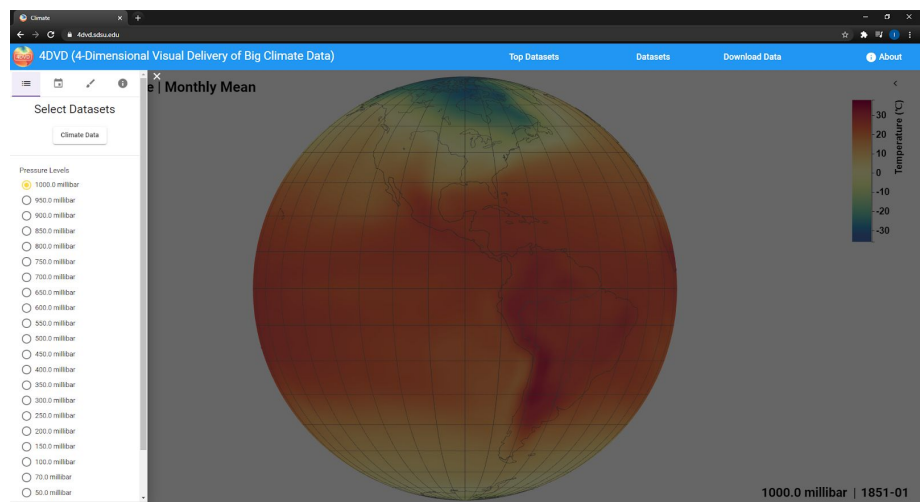 Climate
4dvd.sdsu.edu
4DVD
4DVD (4-Dimensional Visual Delivery of Big Climate Data)
Top Datasets
Datasets
Download Data
About
e | Monthly Mean
Select Datasets
Climate Data
Pressure Levels
1000.0 millibar
950.0 millibar
900.0 millibar
850.0 millibar
800.0 millibar
750.0 millibar
700.0 millibar
650.0 millibar
600.0 millibar
550.0 millibar
500.0 millibar
450.0 millibar
400.0 millibar
350.0 millibar
300.0 millibar
250.0 millibar
200.0 millibar
150.0 millibar
100.0 millibar
70.0 millibar
50.0 millibar
30
20
10
0
-10
-20
-30
Temperature (℃)
1000.0 millibar | 1851-01